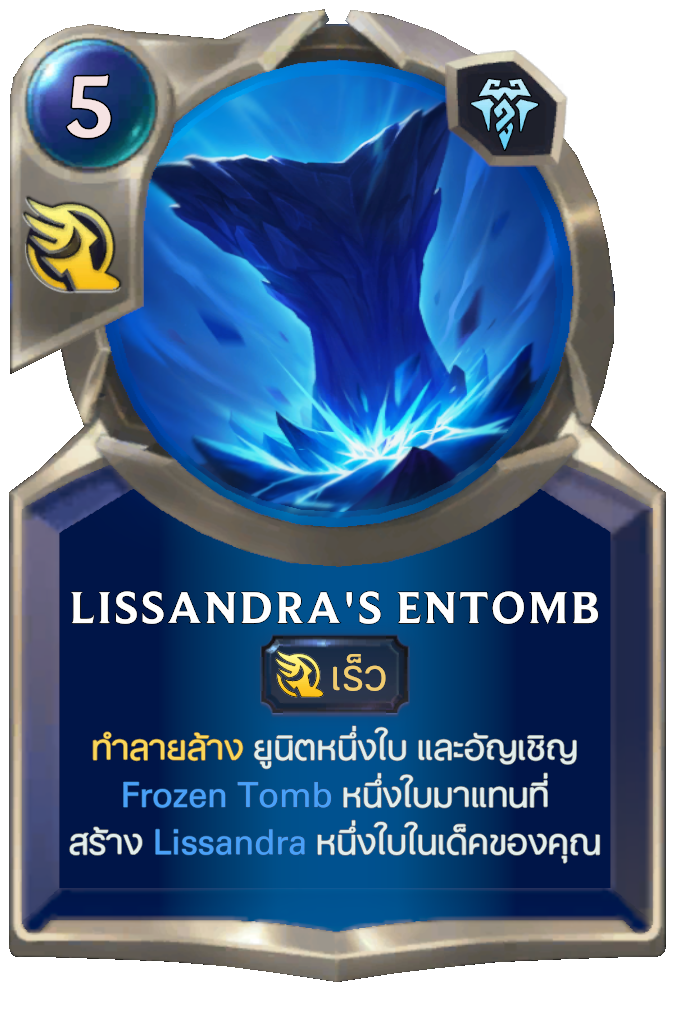 5
LISSANDRA'S ENTOMB
เร็ว
ทำลายล้าง ยูนิตหนึ่งใบ และอัญเชิญ
Frozen Tomb หนึ่งใบมาแทนที่
สร้าง Lissandra หนึ่งใบในเด็คของคุณ